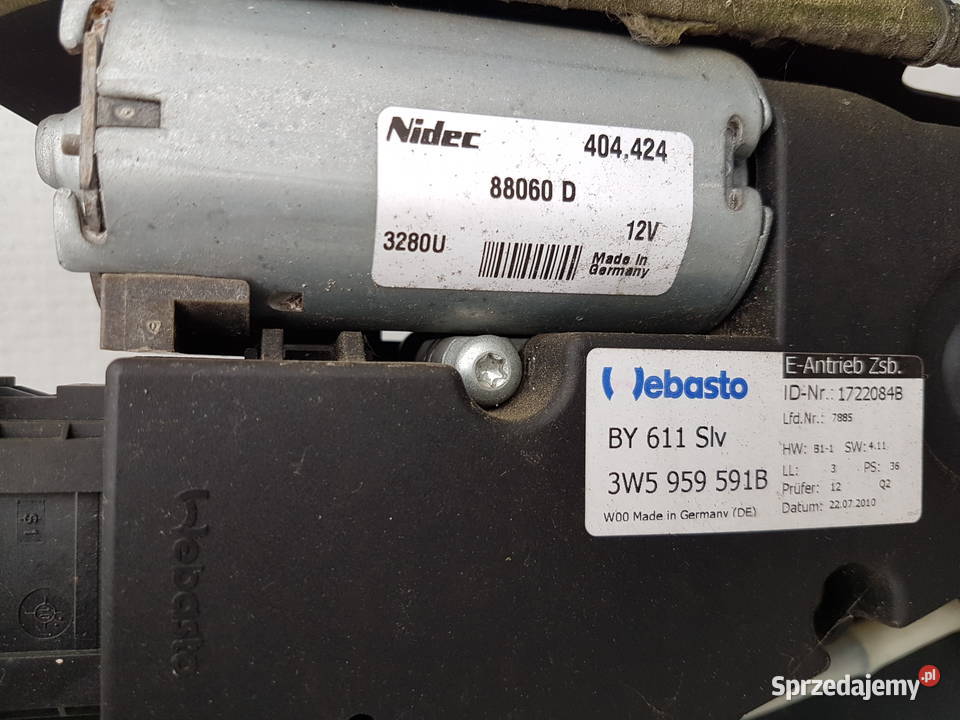 Nidec 404.424
88060 D
3280U 12V
Made In
Germany
Webasto
BY 611 Slv
3W5 959 591B
W00 Made in Germany (DE)
E-Antrieb Zsb.
ID-Nr.: 1722084B
Lfd.Nr.: 7885
HW: B1-1 SW: 4.11
LL: 3 PS: 36
Prüfer: 12 Q2
Datum: 22.07.2010
Webasto
S1
Sprzedajemy.pl